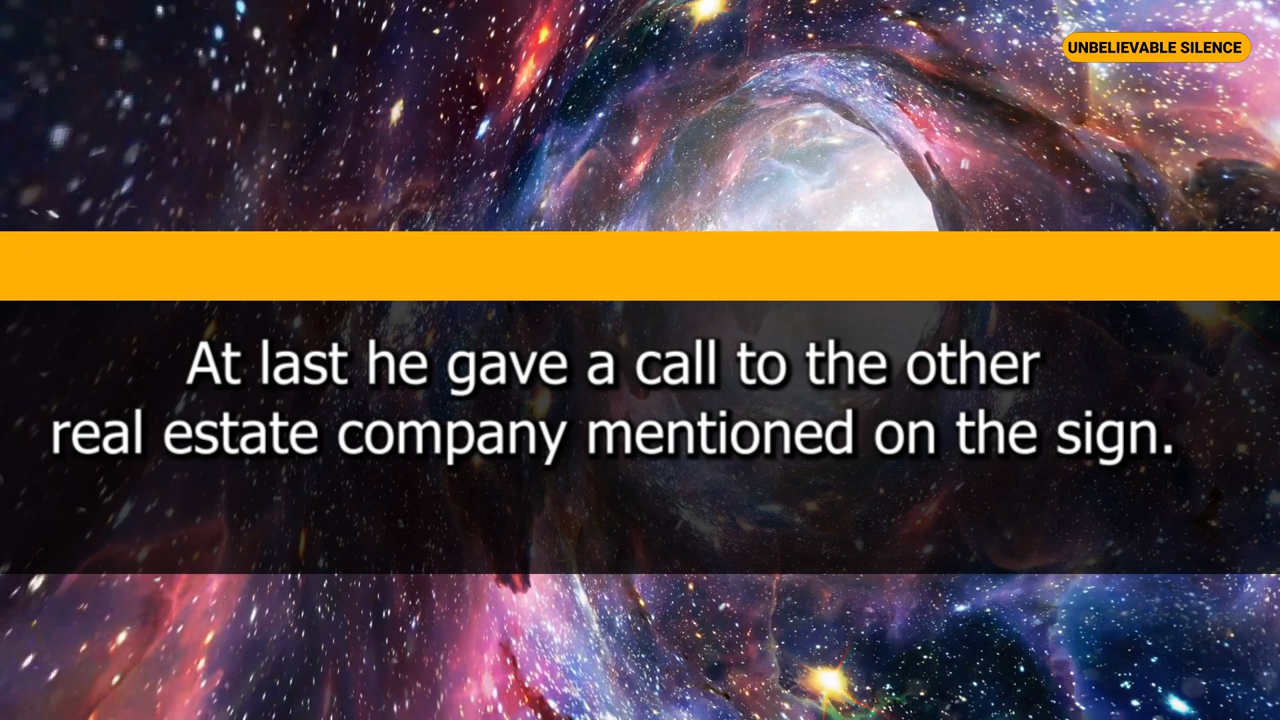 UNBELIEVABLE SILENCE
At last he gave a call to the other
real estate company mentioned on the sign.